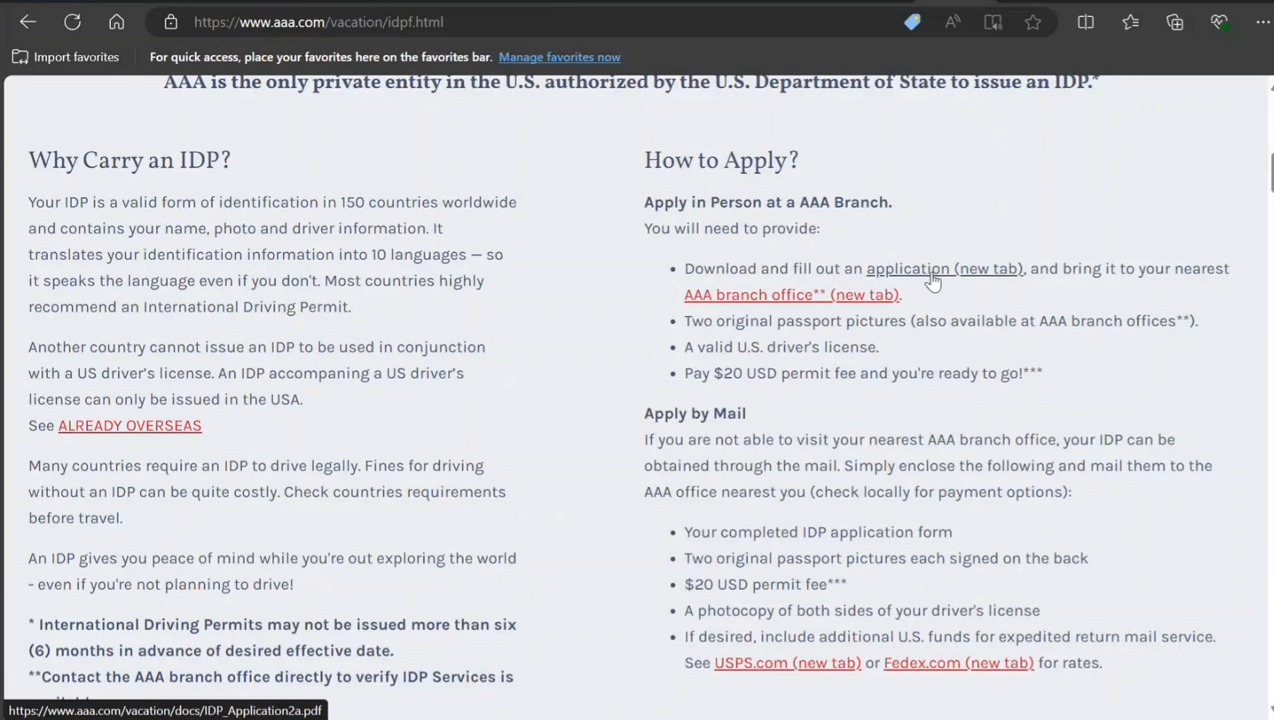 https://www.aaa.com/vacation/idpf.html
Import favorites
For quick access, place your favorites here on the favorites bar. Manage favorites now
AAA is the only private entity in the U.S. authorized by the U.S. Department of State to issue an IDP.*
Why Carry an IDP?
Your IDP is a valid form of identification in 150 countries worldwide
and contains your name, photo and driver information. It
translates your identification information into 10 languages — so
it speaks the language even if you don't. Most countries highly
recommend an International Driving Permit.
Another country cannot issue an IDP to be used in conjunction
with a US driver's license. An IDP accompanying a US driver's
license can only be issued in the USA.
See ALREADY OVERSEAS
Many countries require an IDP to drive legally. Fines for driving
without an IDP can be quite costly. Check countries requirements
before travel.
An IDP gives you peace of mind while you're out exploring the world
- even if you're not planning to drive!
* International Driving Permits may not be issued more than six
(6) months in advance of desired effective date.
**Contact the AAA branch office directly to verify IDP Services is
How to Apply?
Apply in Person at a AAA Branch.
You will need to provide:
• Download and fill out an application (new tab), and bring it to your nearest
AAA branch office** (new tab).
• Two original passport pictures (also available at AAA branch offices**).
• A valid U.S. driver's license.
• Pay $20 USD permit fee and you're ready to go!***
Apply by Mail
If you are not able to visit your nearest AAA branch office, your IDP can be
obtained through the mail. Simply enclose the following and mail them to the
AAA office nearest you (check locally for payment options):
• Your completed IDP application form
• Two original passport pictures each signed on the back
• $20 USD permit fee***
• A photocopy of both sides of your driver's license
• If desired, include additional U.S. funds for expedited return mail service.
See USPS.com (new tab) or Fedex.com (new tab) for rates.
https://www.aaa.com/vacation/docs/IDP_Application2a.pdf